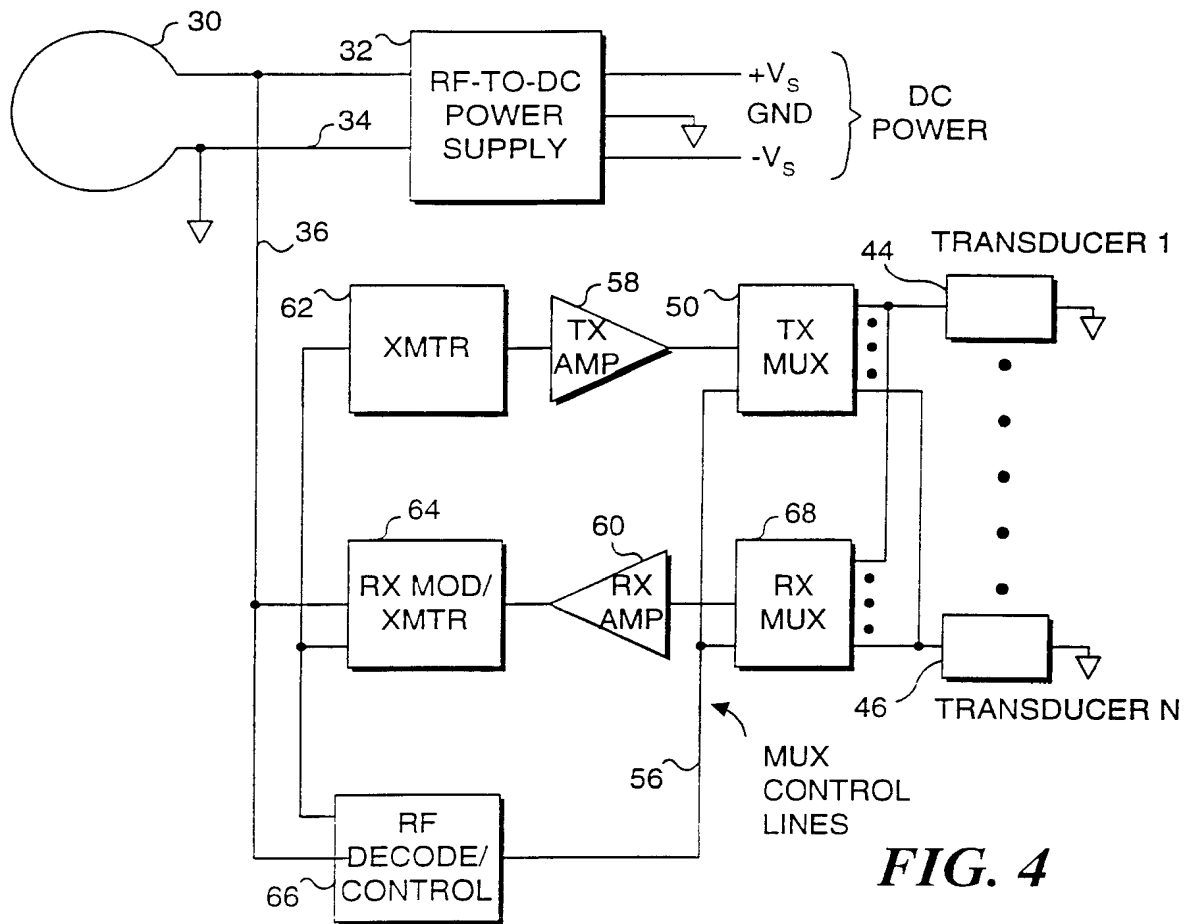 30
32
RF-TO-DC
POWER
SUPPLY
34
+VS
GND
-VS
DC
POWER
36
TRANSDUCER 1
44
62
XMTR
58
TX
AMP
50
TX
MUX
64
RX MOD/
XMTR
60
RX
AMP
68
RX
MUX
46
TRANSDUCER N
56
MUX
CONTROL
LINES
RF
DECODE/
CONTROL
66
FIG. 4